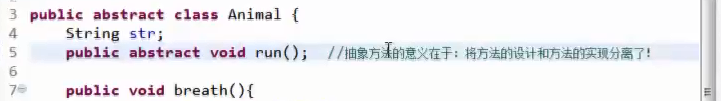 3 public abstract class Animal {
4 String str;
5 public abstract void run(); //抽象方法的意义在于：将方法的设计和方法的实现分离了!
6
7 public void breath(){